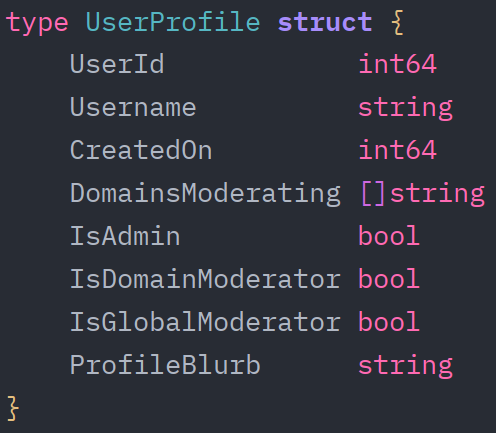 type UserProfile struct {
    UserId            int64
    Username          string
    CreatedOn         int64
    DomainsModerating []string
    IsAdmin           bool
    IsDomainModerator bool
    IsGlobalModerator bool
    ProfileBlurb      string
}